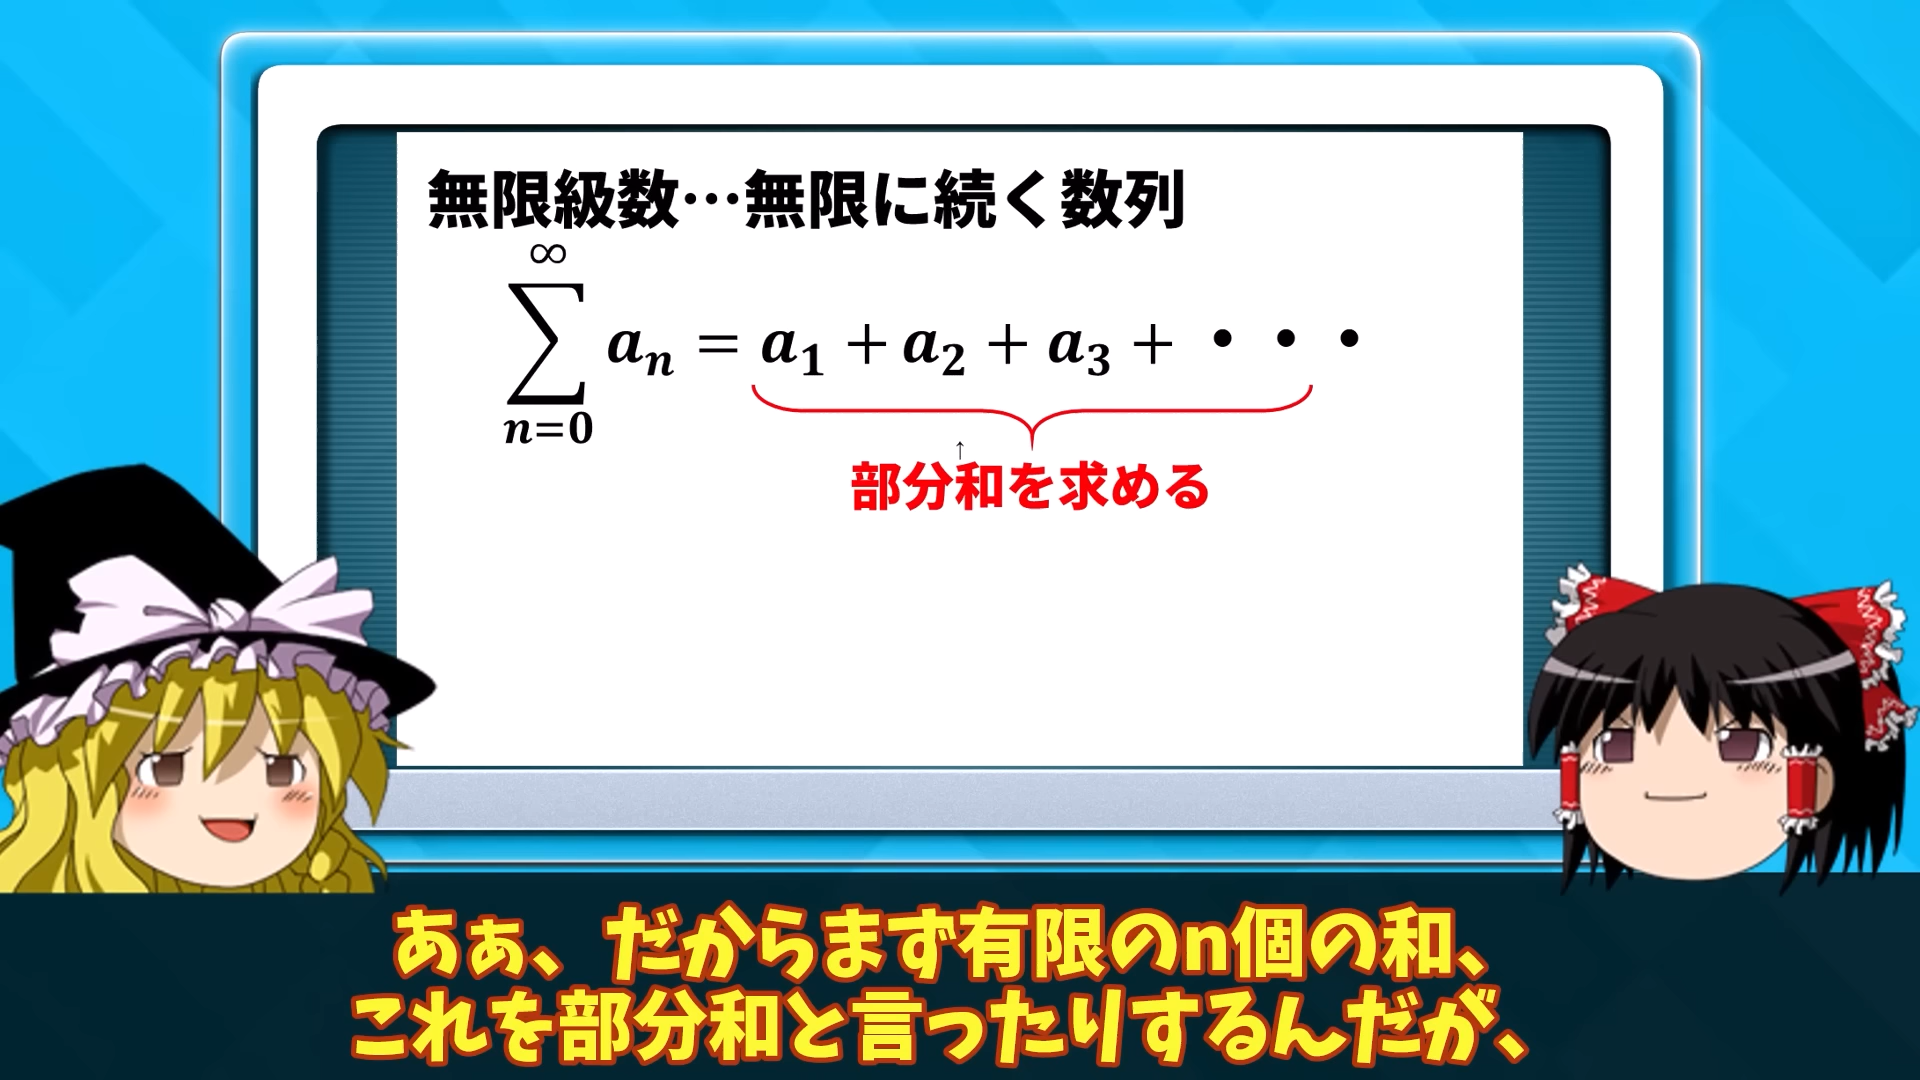 無限級数…無限に続く数列
∞
∑ aₙ = a₁ + a₂ + a₃ + ・・・
n=0
↑
部分和を求める
あぁ、だからまず有限のn個の和、
これを部分和と言ったりするんだが、